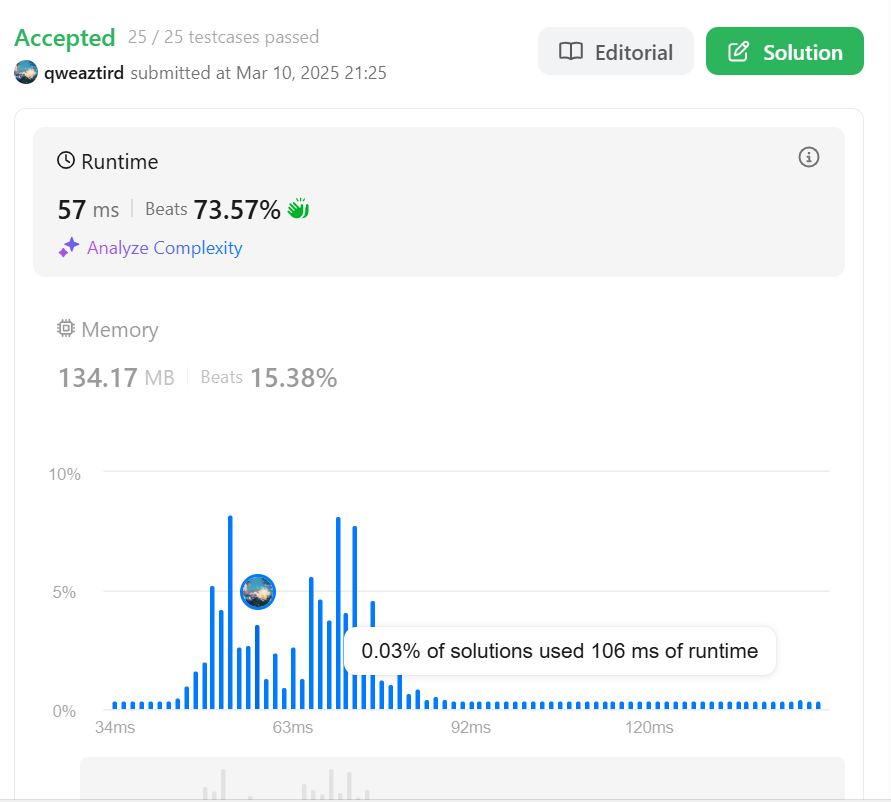 Accepted 25 / 25 testcases passed
Editorial
Solution
qweaztird submitted at Mar 10, 2025 21:25
Runtime
57 ms Beats 73.57%
Analyze Complexity
Memory
134.17 MB Beats 15.38%
10%
5%
0.03% of solutions used 106 ms of runtime
0%
34ms 63ms 92ms 120ms